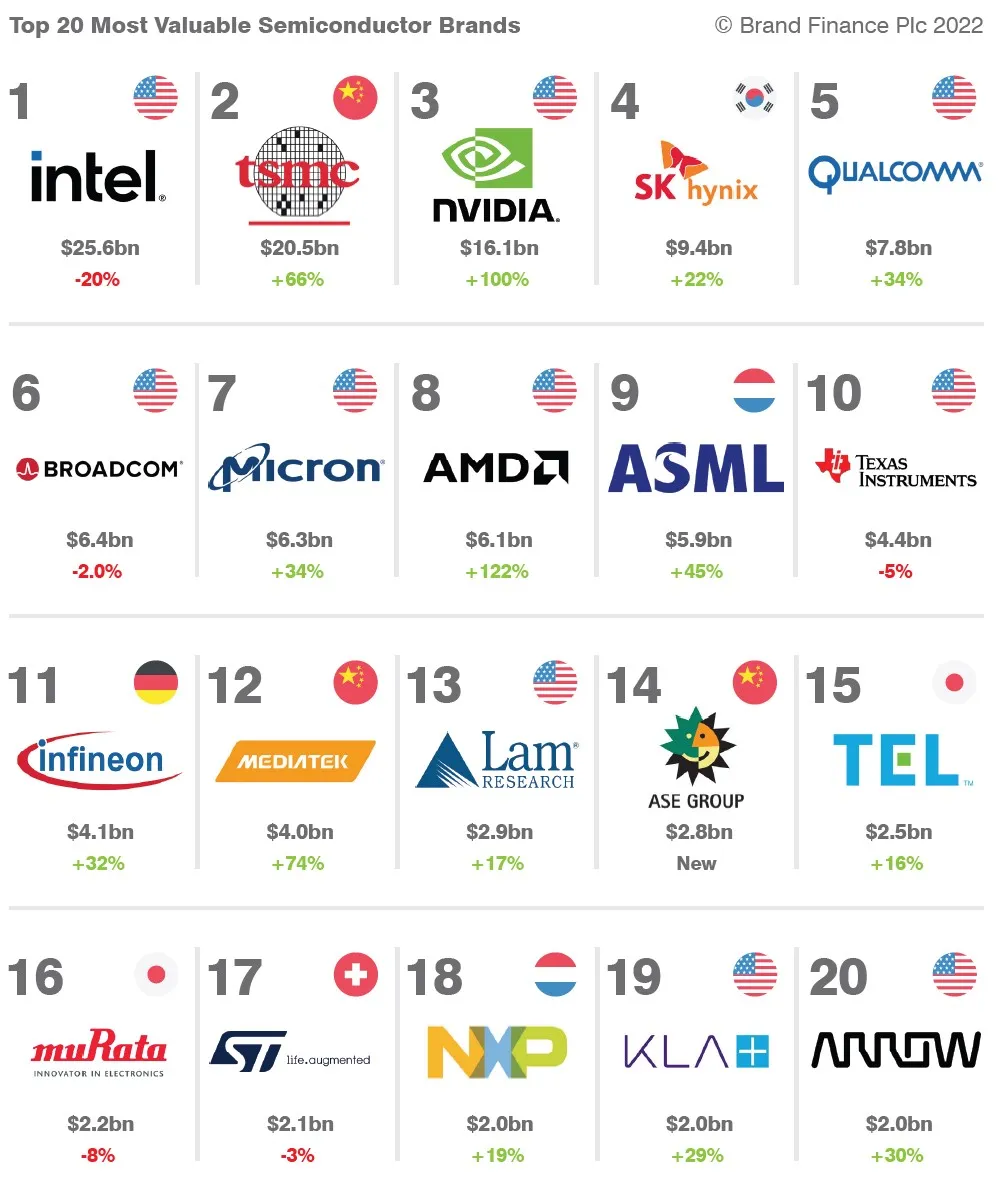 Top 20 Most Valuable Semiconductor Brands
© Brand Finance Plc 2022
1
intel®
$25.6bn
-20%
2
tsmc
$20.5bn
+66%
3
NVIDIA.
$16.1bn
+100%
4
SK hynix
$9.4bn
+22%
5
QUALCOMM®
$7.8bn
+34%
6
BROADCOM®
$6.4bn
-2.0%
7
Micron®
$6.3bn
+34%
8
AMD
$6.1bn
+122%
9
ASML
$5.9bn
+45%
10
TEXAS
INSTRUMENTS
$4.4bn
-5%
11
infineon
$4.1bn
+32%
12
MEDIATEK
$4.0bn
+74%
13
Lam®
RESEARCH
$2.9bn
+17%
14
ASE GROUP
$2.8bn
New
15
TEL™
$2.5bn
+16%
16
muRata
INNOVATOR IN ELECTRONICS
$2.2bn
-8%
17
ST life.augmented
$2.1bn
-3%
18
NXP
$2.0bn
+19%
19
KLA+
$2.0bn
+29%
20
ARROW
$2.0bn
+30%